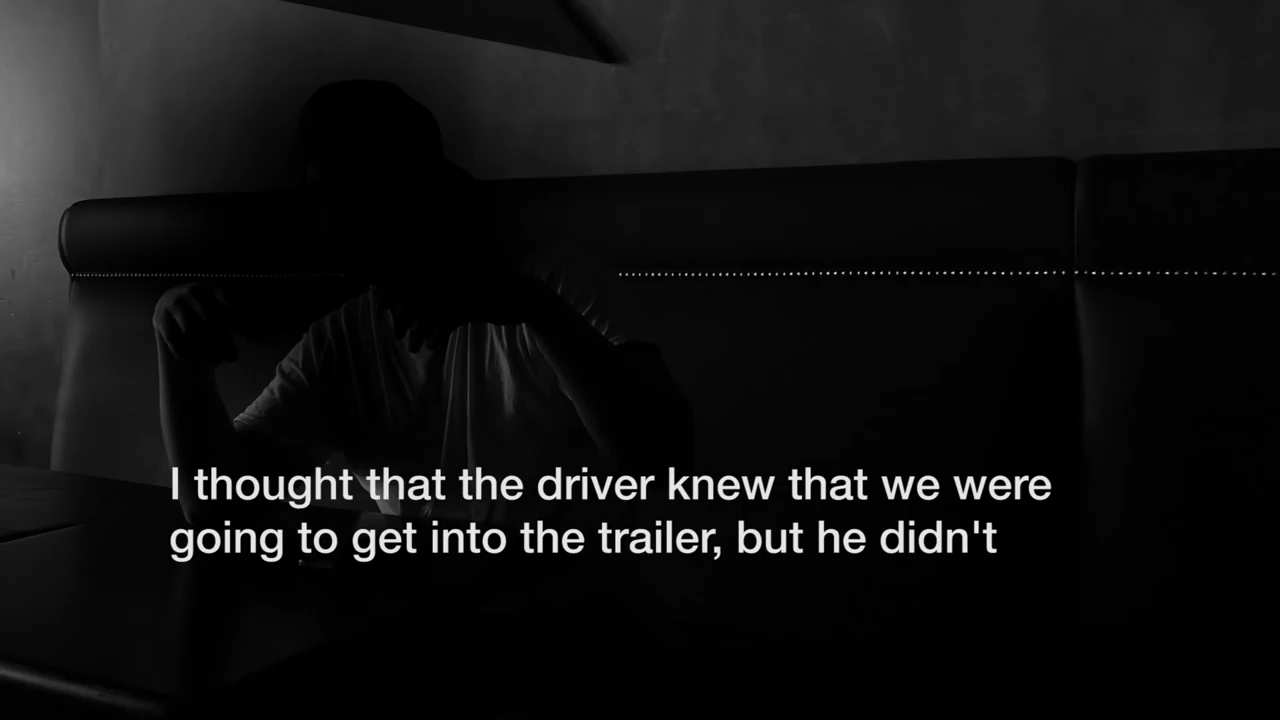 I thought that the driver knew that we were
going to get into the trailer, but he didn't